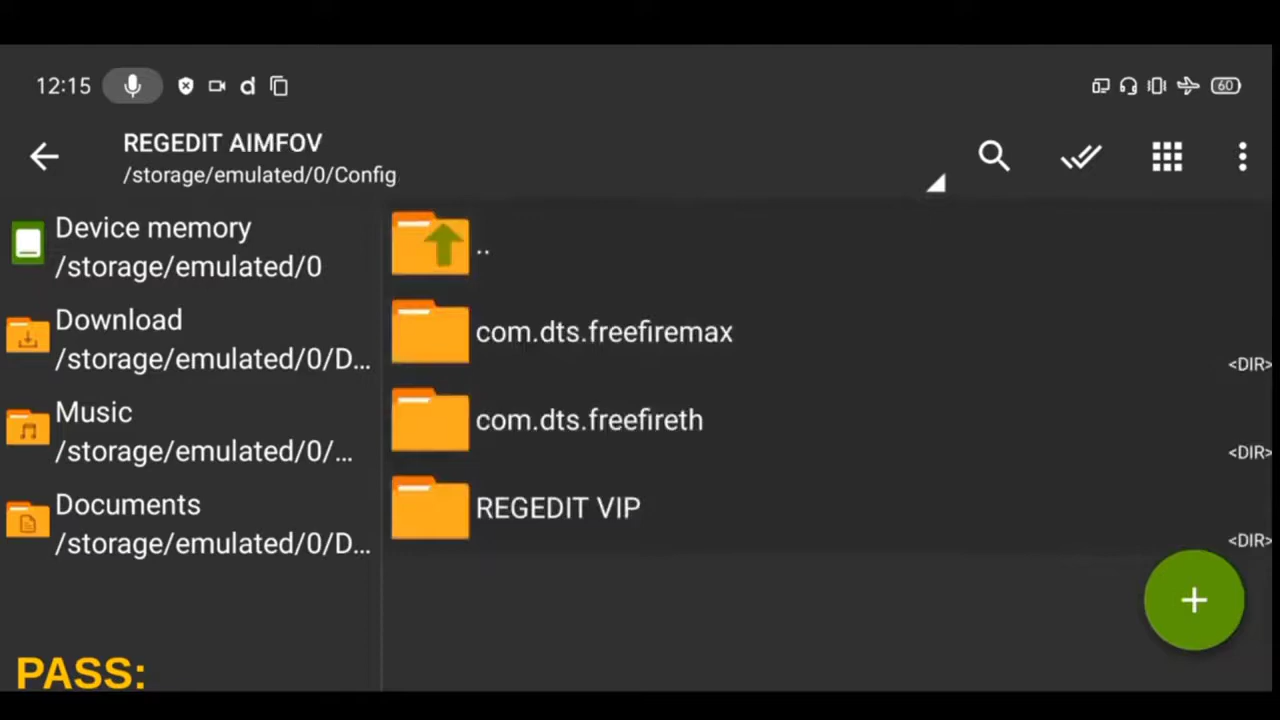 12:15
60
REGEDIT AIMFOV
/storage/emulated/0/Config
Device memory
/storage/emulated/0
Download
/storage/emulated/0/D...
Music
/storage/emulated/0/...
Documents
/storage/emulated/0/D...
..
com.dts.freefiremax
<DIR>
com.dts.freefireth
<DIR>
REGEDIT VIP
<DIR>
PASS: